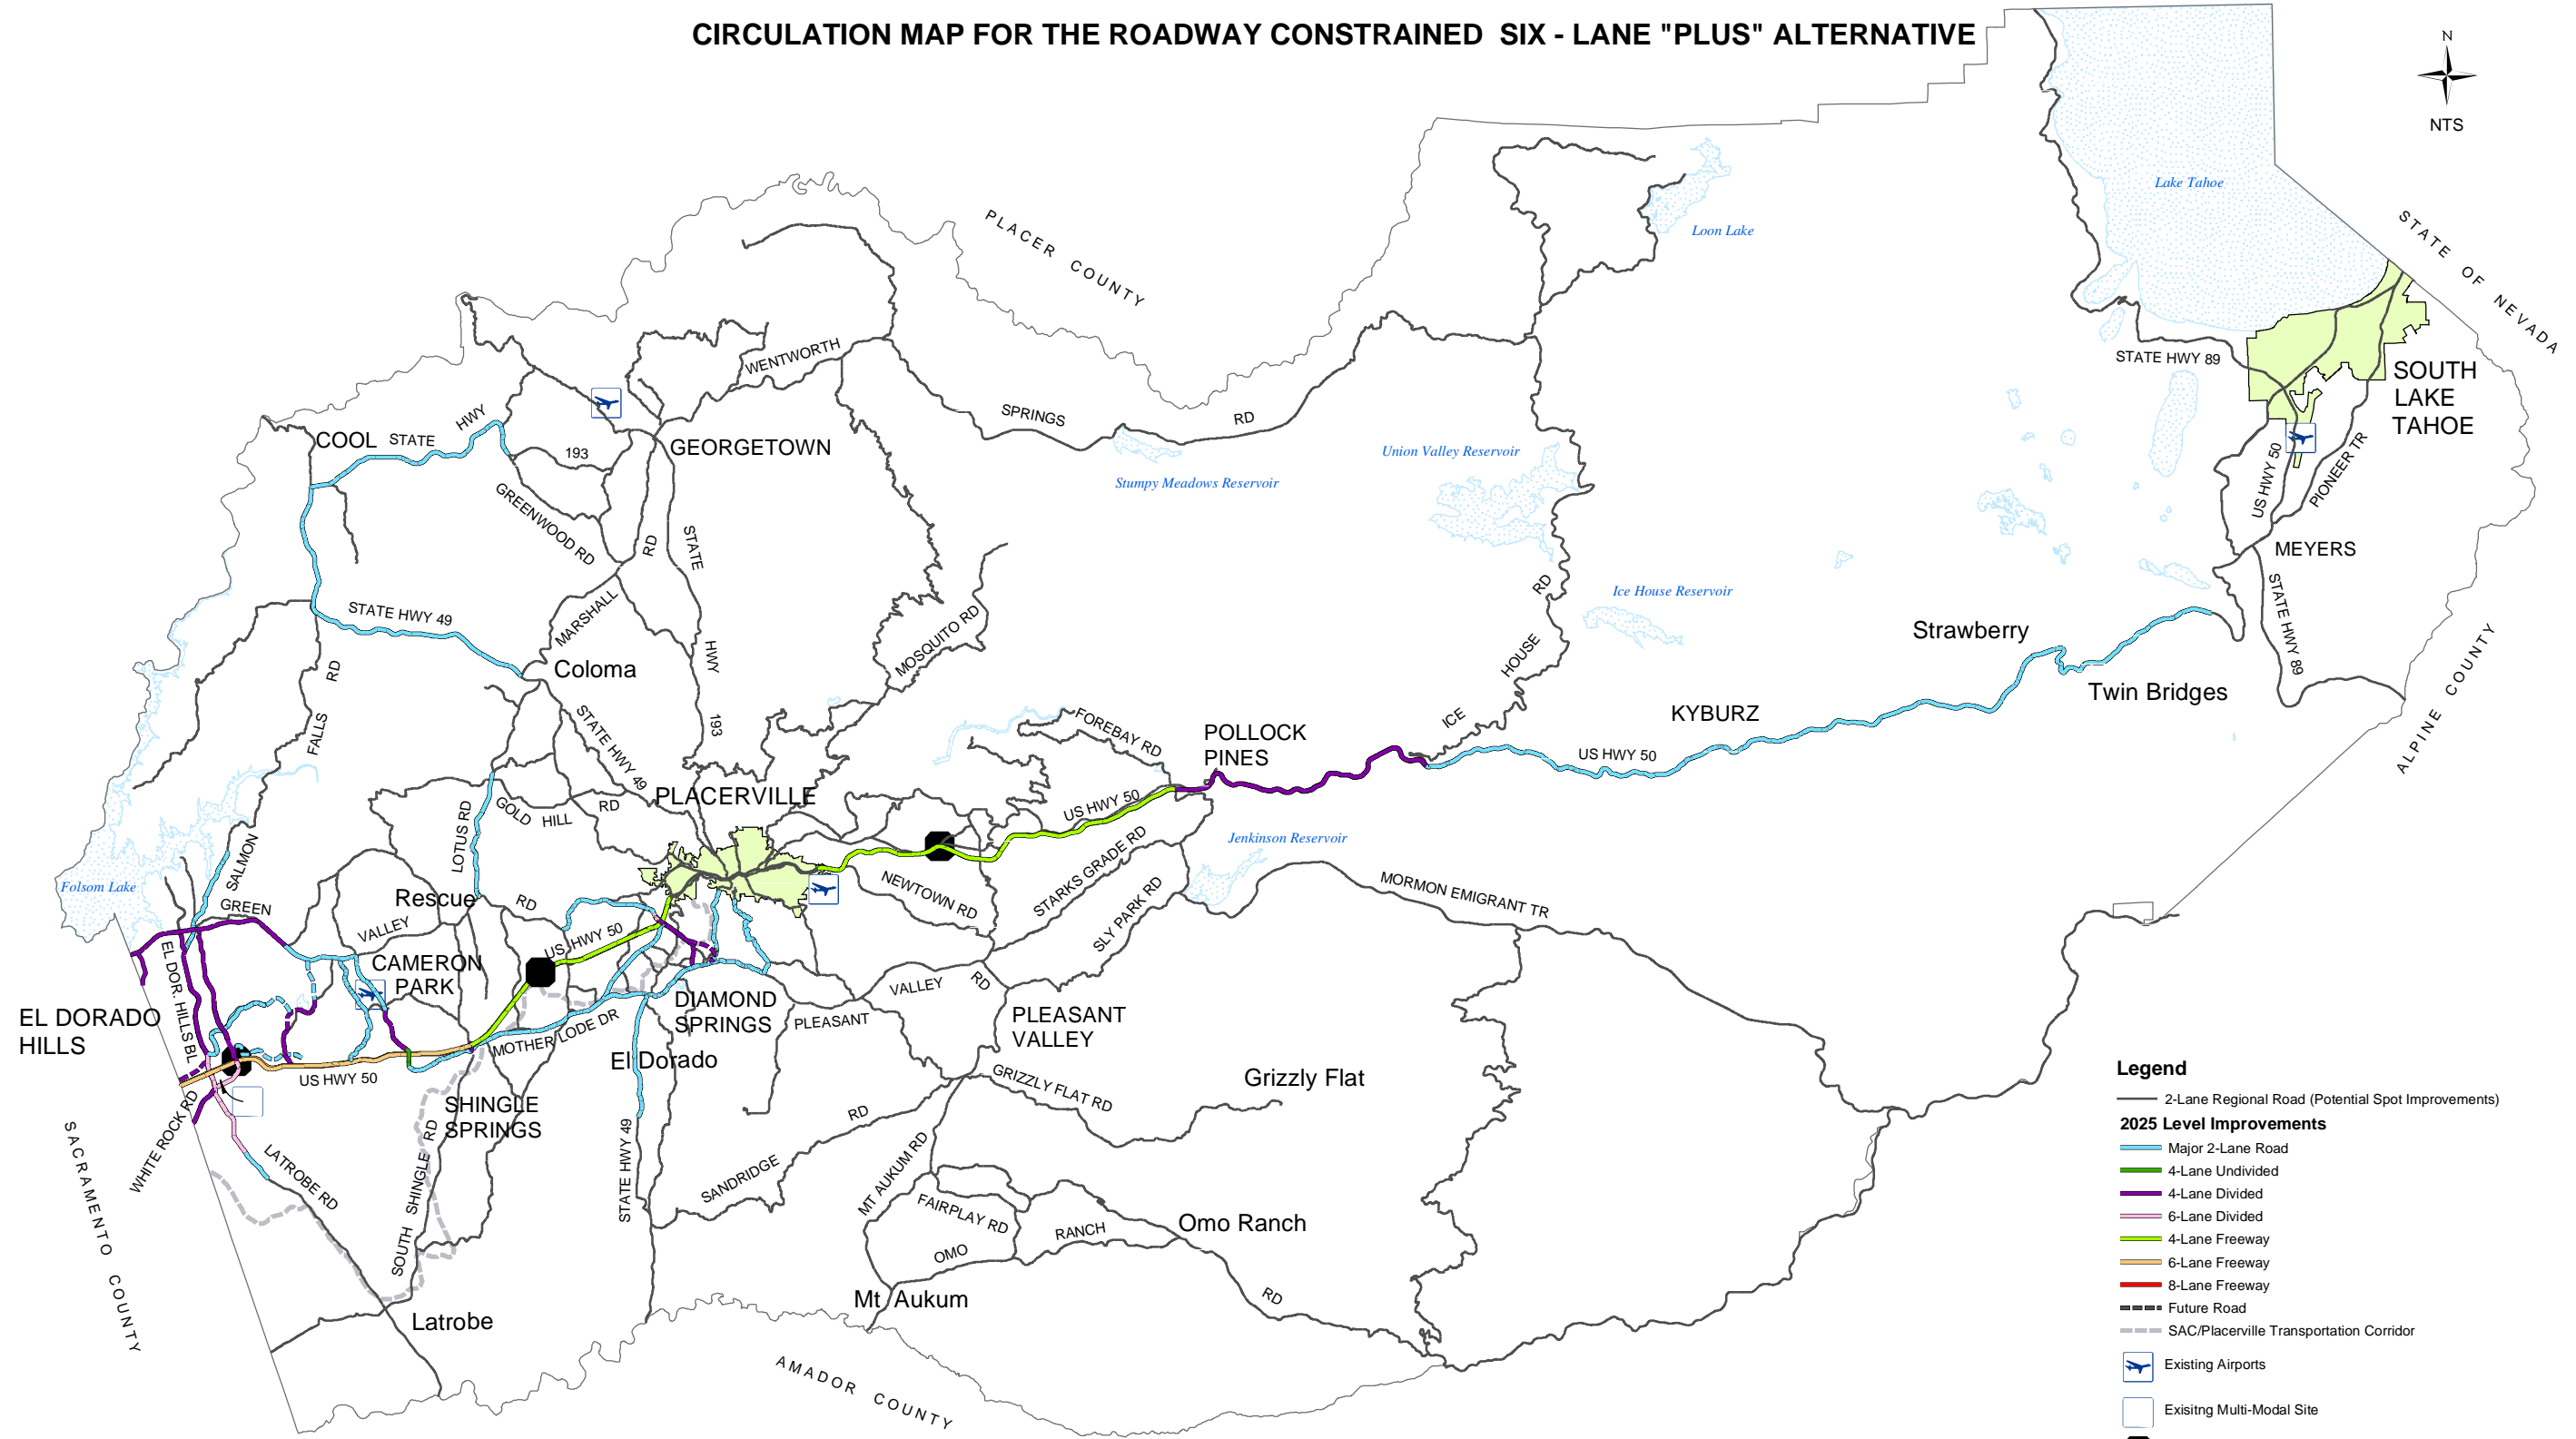 CIRCULATION MAP FOR THE ROADWAY CONSTRAINED SIX - LANE "PLUS" ALTERNATIVE
N
NTS
Lake Tahoe
STATE OF NEVADA
PLACER COUNTY
Loon Lake
STATE HWY 89
SOUTH
LAKE
TAHOE
WENTWORTH
SPRINGS
RD
COOL
STATE
HWY
193
GEORGETOWN
Union Valley Reservoir
Stumpy Meadows Reservoir
US HWY 50
PIONEER TR
GREENWOOD RD
RD
STATE
MEYERS
STATE HWY 89
STATE HWY 49
MARSHALL
HWY
MOSQUITO RD
RD
Ice House Reservoir
HOUSE
Strawberry
Coloma
RD
FALLS
193
STATE HWY 49
FOREBAY RD
POLLOCK
PINES
ICE
KYBURZ
Twin Bridges
US HWY 50
ALPINE COUNTY
PLACERVILLE
GOLD
HILL
RD
LOTUS RD
US HWY 50
Jenkinson Reservoir
SALMON
STARKS GRADE RD
Folsom Lake
GREEN
Rescue
RD
VALLEY
NEWTOWN RD
SLY PARK RD
MORMON EMIGRANT TR
US HWY 50
EL DOR. HILLS BL
CAMERON
PARK
EL DORADO
HILLS
DIAMOND
SPRINGS
VALLEY
RD
PLEASANT
PLEASANT
VALLEY
MOTHER LODE DR
El Dorado
US HWY 50
Grizzly Flat
GRIZZLY FLAT RD
WHITE ROCK RD
SHINGLE
SPRINGS
SACRAMENTO COUNTY
LATROBE RD
SOUTH SHINGLE RD
STATE HWY 49
SANDRIDGE
RD
MT AUKUM RD
FAIRPLAY RD
OMO
RANCH
Omo Ranch
RD
Mt Aukum
Latrobe
AMADOR COUNTY
Legend
2-Lane Regional Road (Potential Spot Improvements)
2025 Level Improvements
Major 2-Lane Road
4-Lane Undivided
4-Lane Divided
6-Lane Divided
4-Lane Freeway
6-Lane Freeway
8-Lane Freeway
Future Road
SAC/Placerville Transportation Corridor
Existing Airports
Exisitng Multi-Modal Site